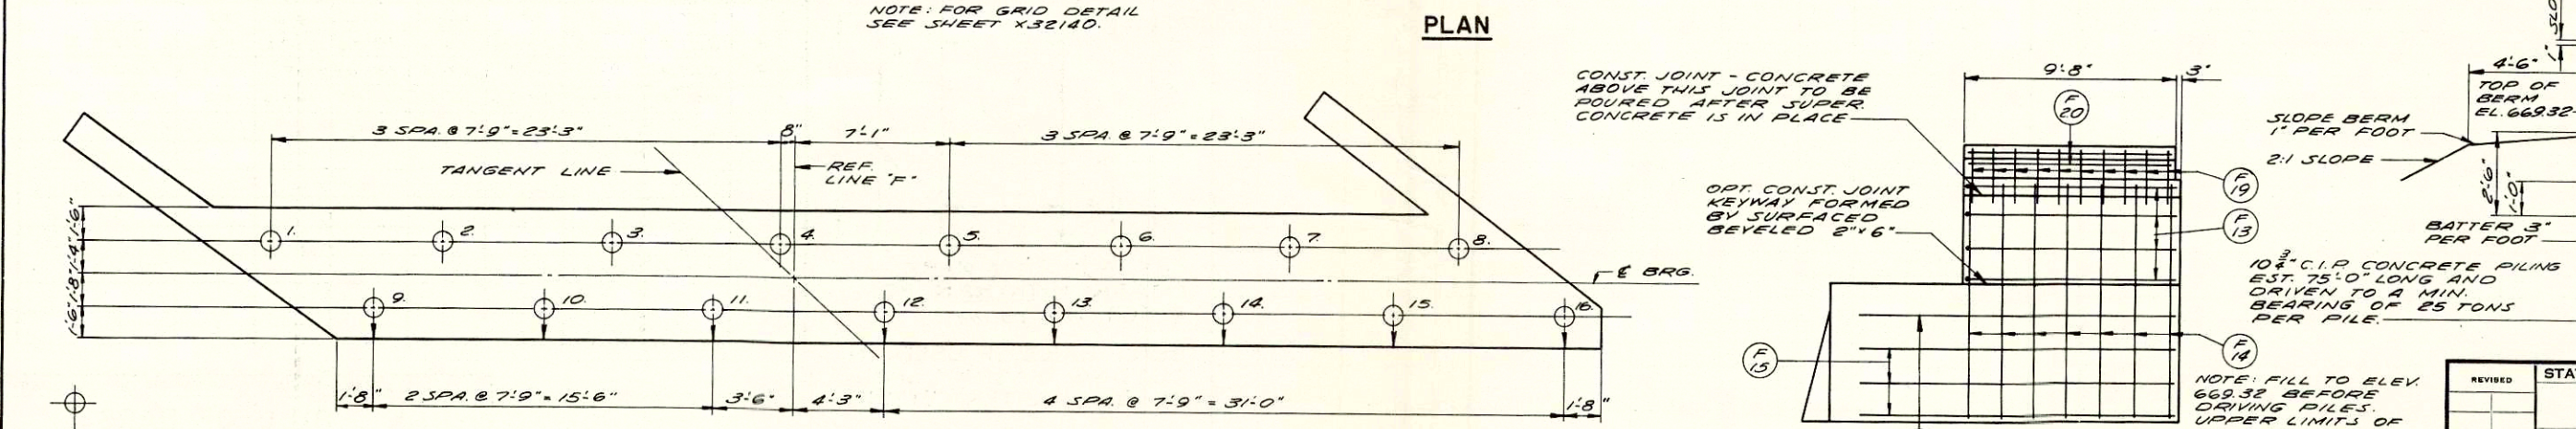 NOTE: FOR GRID DETAIL
SEE SHEET X32140.
PLAN
3 SPA. @ 7'-9" = 23'-3"
8"
7'-1"
3 SPA. @ 7'-9" = 23'-3"
TANGENT LINE
REF.
LINE "F"
1'-6"
1'-4"
1'-8"
1'-6"
1.
2.
3.
4.
5.
6.
7.
8.
℄ BRG.
9.
10.
11.
12.
13.
14.
15.
16.
1'-8"
2 SPA. @ 7'-9" = 15'-6"
3'-6"
4'-3"
4 SPA. @ 7'-9" = 31'-0"
1'-8"
CONST. JOINT - CONCRETE
ABOVE THIS JOINT TO BE
POURED AFTER SUPER.
CONCRETE IS IN PLACE
OPT. CONST. JOINT
KEYWAY FORMED
BY SURFACED
BEVELED 2"x6"
9'-8"
3"
F
20
F
19
F
13
F
14
F
15
4'-6"
TOP OF
BERM
EL. 669.32
SLOPE BERM
1" PER FOOT
2:1 SLOPE
2'-6"
1'-0"
BATTER 3"
PER FOOT
10 3/4" C.I.P. CONCRETE PILING
EST. 75'-0" LONG AND
DRIVEN TO A MIN.
BEARING OF 25 TONS
PER PILE.
NOTE: FILL TO ELEV.
669.32 BEFORE
DRIVING PILES.
UPPER LIMITS OF
REVISED